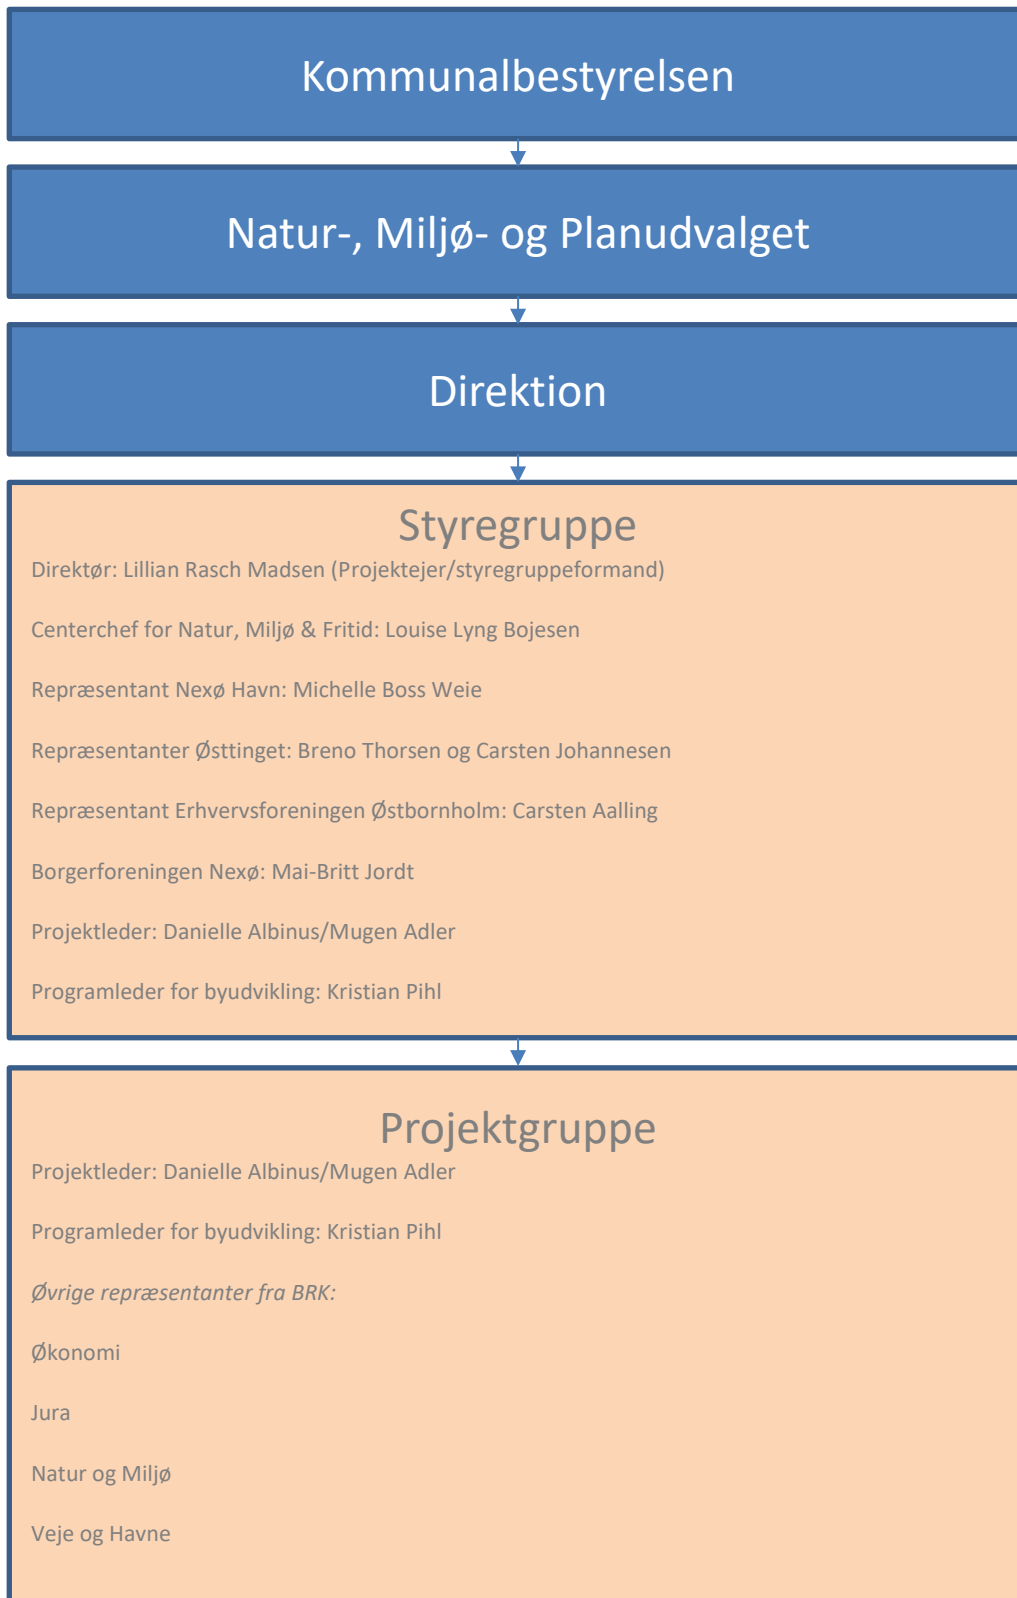 Kommunalbestyrelsen
Natur-, Miljø- og Planudvalget
Direktion
Styregruppe
Direktør: Lillian Rasch Madsen (Projektejer/styregruppeformand)
Centerchef for Natur, Miljø & Fritid: Louise Lyng Bojesen
Repræsentant Nexø Havn: Michelle Boss Weie
Repræsentanter Østtinget: Breno Thorsen og Carsten Johannesen
Repræsentant Erhvervsforeningen Østbornholm: Carsten Aalling
Borgerforeningen Nexø: Mai-Britt Jordt
Projektleder: Danielle Albinus/Mugen Adler
Programleder for byudvikling: Kristian Pihl
Projektgruppe
Projektleder: Danielle Albinus/Mugen Adler
Programleder for byudvikling: Kristian Pihl
Øvrige repræsentanter fra BRK:
Økonomi
Jura
Natur og Miljø
Veje og Havne